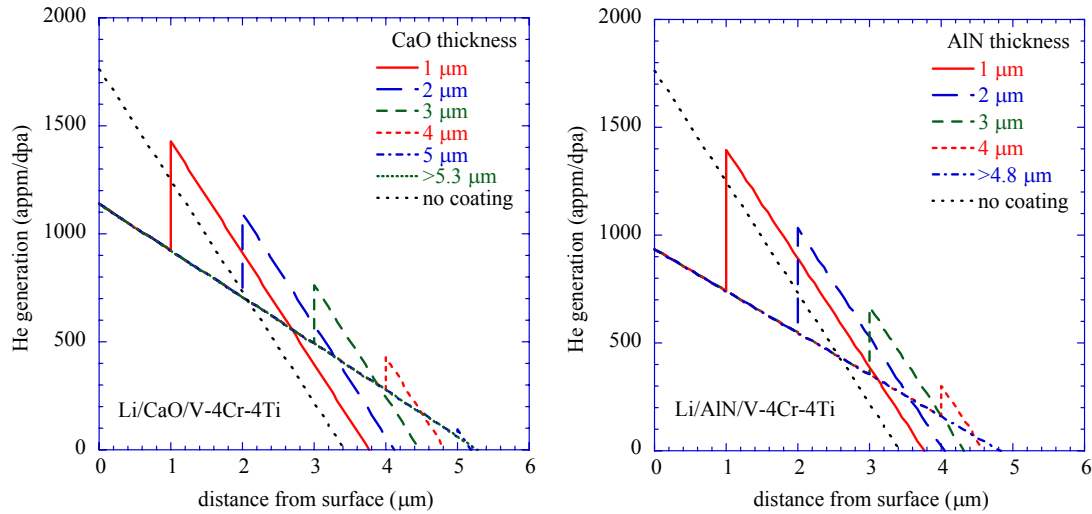 CaO thickness
1 μm
2 μm
3 μm
4 μm
5 μm
>5.3 μm
no coating
Li/CaO/V-4Cr-4Ti
He generation (appm/dpa)
2000
1500
1000
500
0
0 1 2 3 4 5 6
distance from surface (μm)
AlN thickness
1 μm
2 μm
3 μm
4 μm
>4.8 μm
no coating
Li/AlN/V-4Cr-4Ti
He generation (appm/dpa)
2000
1500
1000
500
0
0 1 2 3 4 5 6
distance from surface (μm)